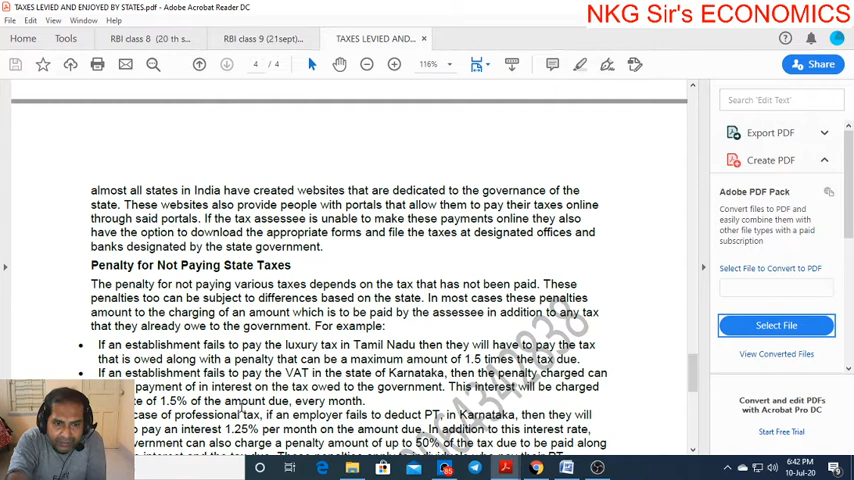 TAXES LEVIED AND ENJOYED BY STATES.pdf - Adobe Acrobat Reader DC
NKG Sir's ECONOMICS
File Edit View Window Help
Home Tools RBI class 8 (20 th s... RBI class 9 (21sept)... TAXES LEVIED AND... ×
4 / 4 116% Share
almost all states in India have created websites that are dedicated to the governance of the
state. These websites also provide people with portals that allow them to pay their taxes online
through said portals. If the tax assessee is unable to make these payments online they also
have the option to download the appropriate forms and file the taxes at designated offices and
banks designated by the state government.
Penalty for Not Paying State Taxes
The penalty for not paying various taxes depends on the tax that has not been paid. These
penalties too can be subject to differences based on the state. In most cases these penalties
amount to the charging of an amount which is to be paid by the assessee in addition to any tax
that they already owe to the government. For example:
• If an establishment fails to pay the luxury tax in Tamil Nadu then they will have to pay the tax
that is owed along with a penalty that can be a maximum amount of 1.5 times the tax due.
• If an establishment fails to pay the VAT in the state of Karnataka, then the penalty charged can
payment of in interest on the tax owed to the government. This interest will be charged
of 1.5% of the amount due, every month.
case of professional tax, if an employer fails to deduct PT, in Karnataka, then they will
to pay an interest 1.25% per month on the amount due. In addition to this interest rate,
can also charge a penalty amount of up to 50% of the tax due to be paid along
Search 'Edit Text'
Export PDF
Create PDF
Adobe PDF Pack
Convert files to PDF and
easily combine them with
other file types with a paid
subscription
Select File to Convert to PDF
Select File
View Converted Files
Convert and edit PDFs
with Acrobat Pro DC
Start Free Trial
6:42 PM
10-Jul-20